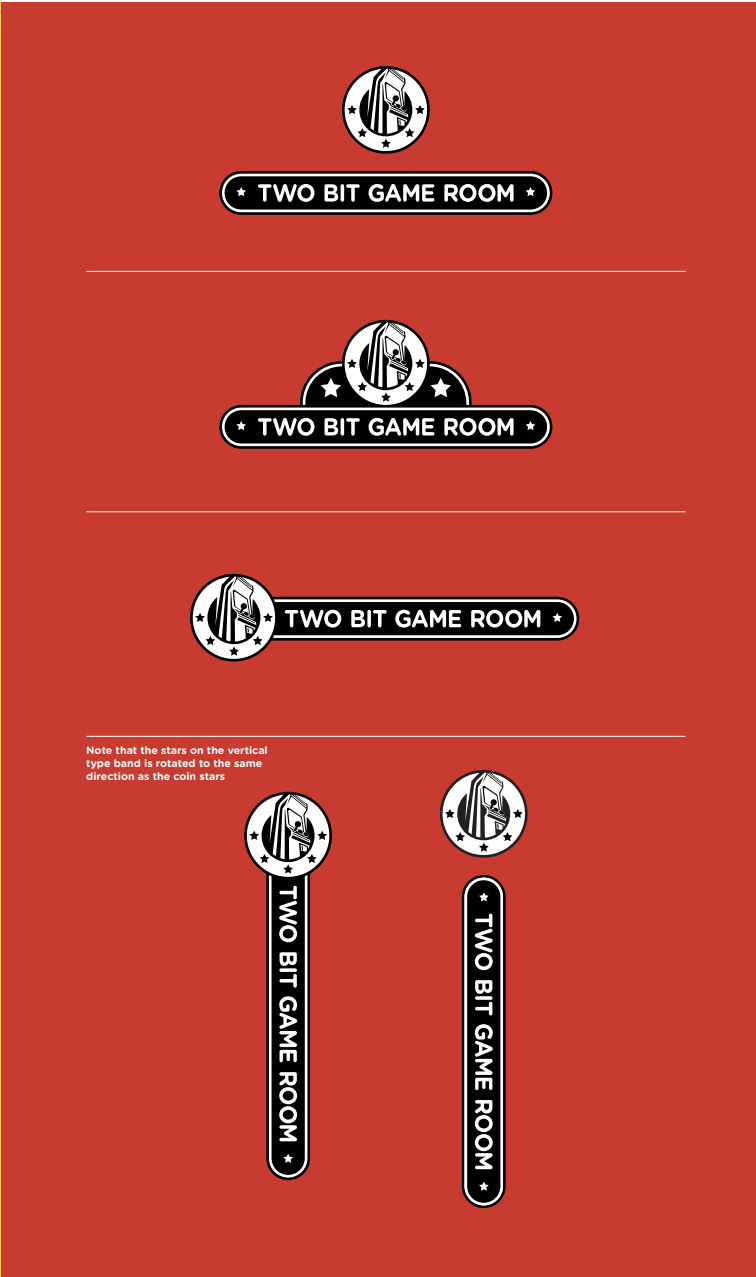 TWO BIT GAME ROOM
TWO BIT GAME ROOM
TWO BIT GAME ROOM
Note that the stars on the vertical
type band is rotated to the same
direction as the coin stars
TWO BIT GAME ROOM
TWO BIT GAME ROOM